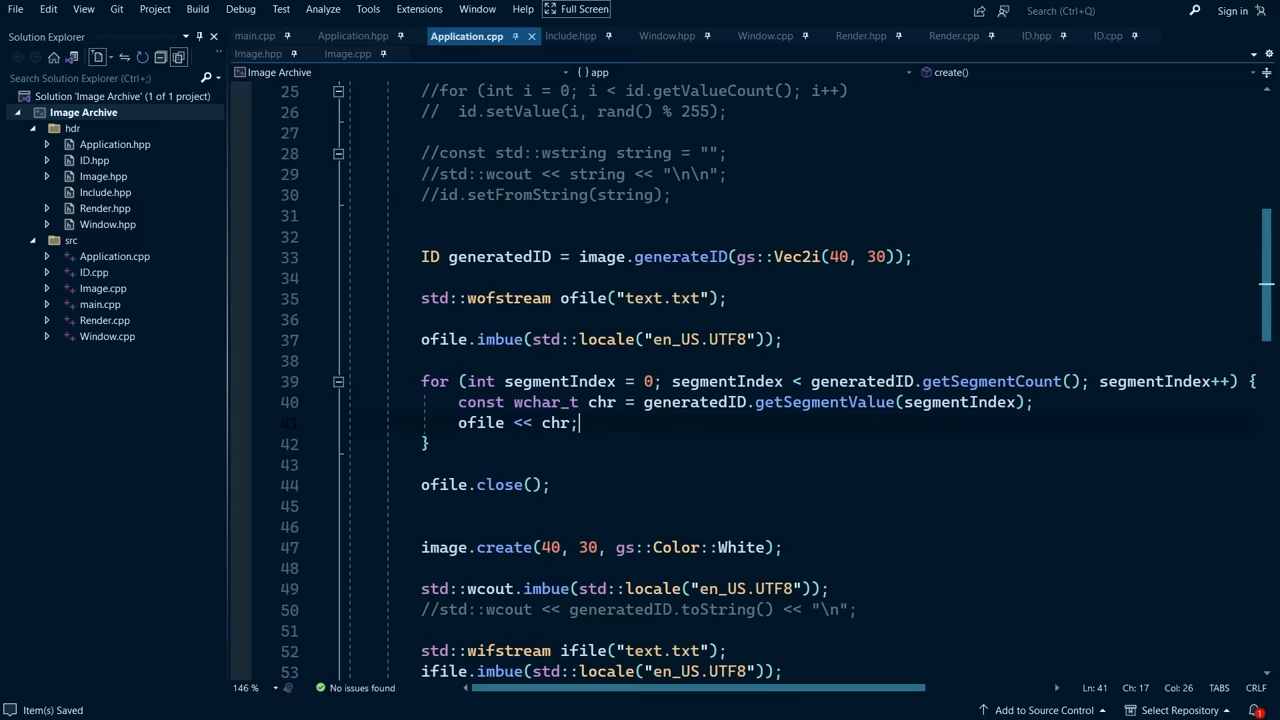 File Edit View Git Project Build Debug Test Analyze Tools Extensions Window Help Full Screen Search (Ctrl+Q) Sign in
Solution Explorer
main.cpp Application.hpp Application.cpp Include.hpp Window.hpp Window.cpp Render.hpp Render.cpp ID.hpp ID.cpp
Image.hpp Image.cpp
Search Solution Explorer (Ctrl+;)
Image Archive { } app create()
Solution 'Image Archive' (1 of 1 project)
Image Archive
hdr
Application.hpp
ID.hpp
Image.hpp
Include.hpp
Render.hpp
Window.hpp
src
Application.cpp
ID.cpp
Image.cpp
main.cpp
Render.cpp
Window.cpp
25 //for (int i = 0; i < id.getValueCount(); i++)
26 //  id.setValue(i, rand() % 255);
27
28 //const std::wstring string = "";
29 //std::wcout << string << "\n\n";
30 //id.setFromString(string);
31
32
33 ID generatedID = image.generateID(gs::Vec2i(40, 30));
34
35 std::wofstream ofile("text.txt");
36
37 ofile.imbue(std::locale("en_US.UTF8"));
38
39 for (int segmentIndex = 0; segmentIndex < generatedID.getSegmentCount(); segmentIndex++) {
40     const wchar_t chr = generatedID.getSegmentValue(segmentIndex);
41     ofile << chr;
42 }
43
44 ofile.close();
45
46
47 image.create(40, 30, gs::Color::White);
48
49 std::wcout.imbue(std::locale("en_US.UTF8"));
50 //std::wcout << generatedID.toString() << "\n";
51
52 std::wifstream ifile("text.txt");
53 ifile.imbue(std::locale("en_US.UTF8"));
146 % No issues found Ln: 41 Ch: 17 Col: 26 TABS CRLF
Item(s) Saved Add to Source Control Select Repository 1